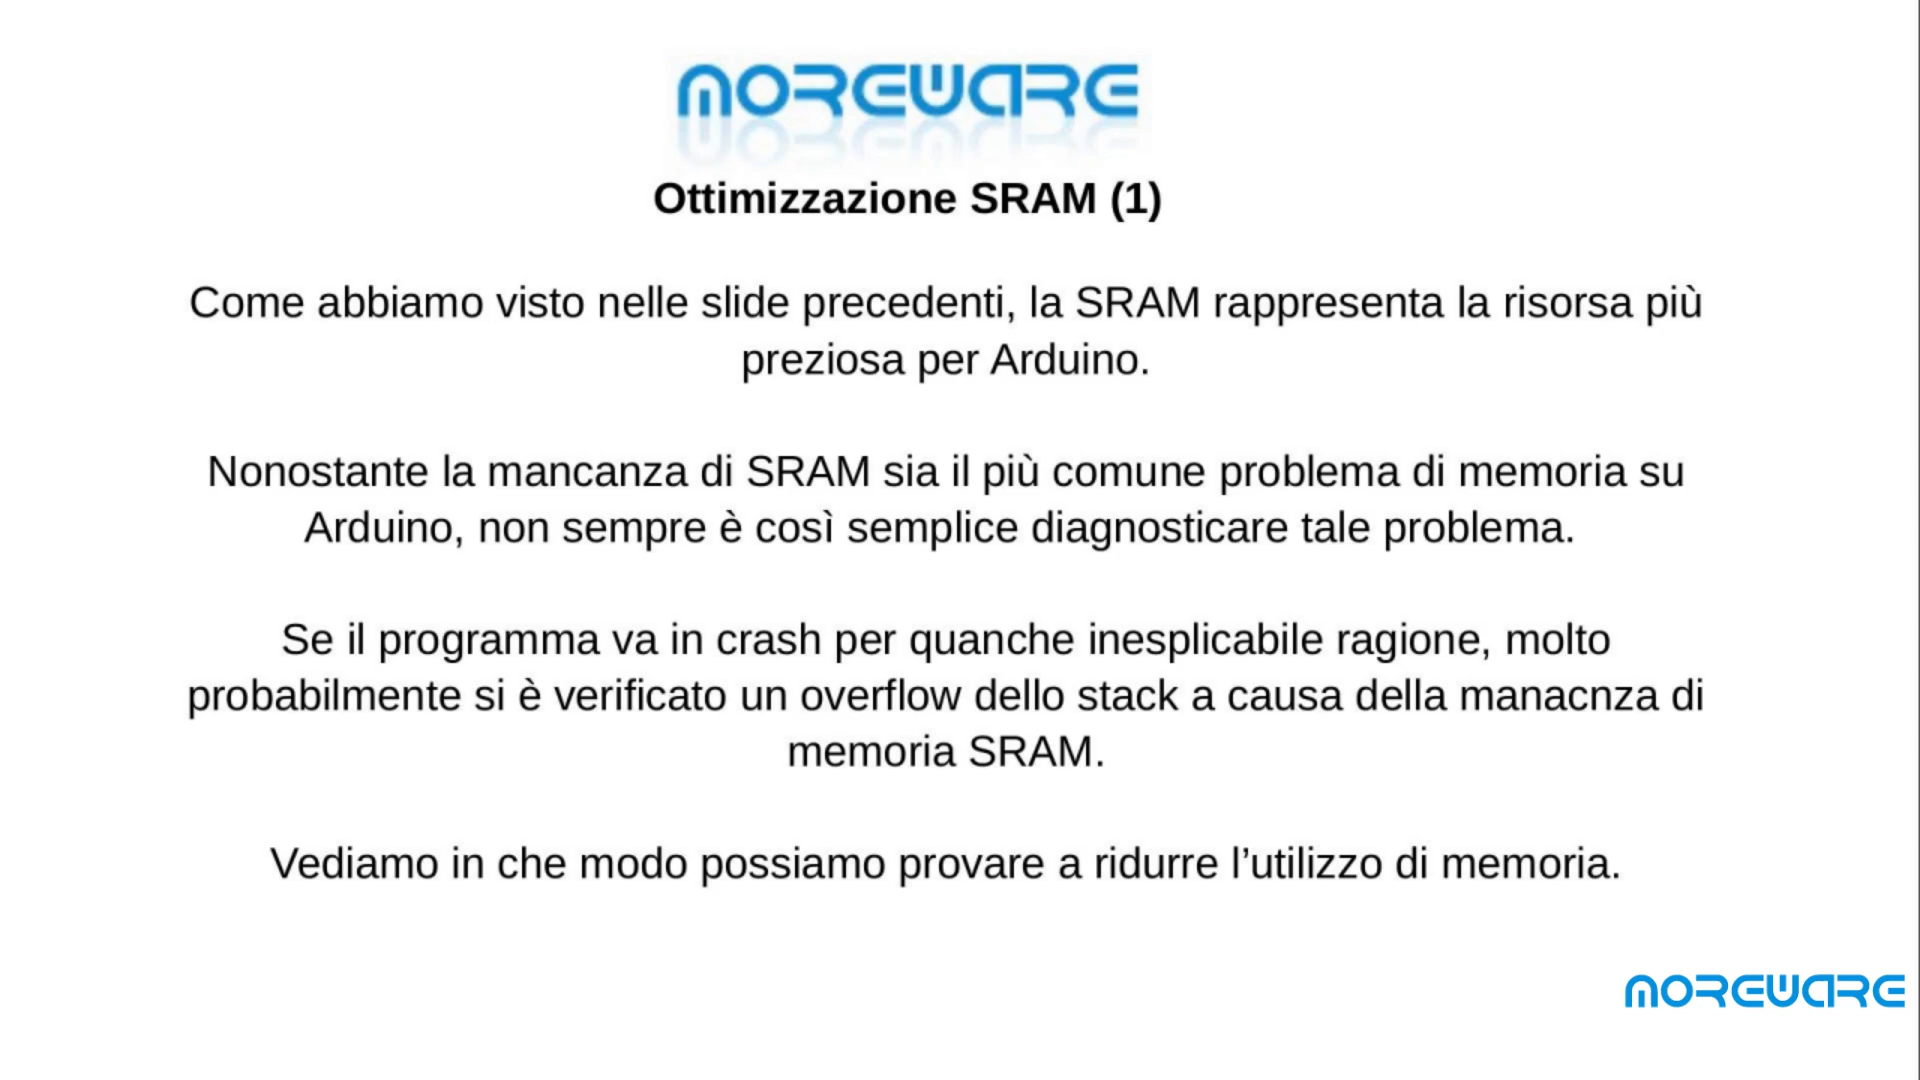 MOREWARE
Ottimizzazione SRAM (1)
Come abbiamo visto nelle slide precedenti, la SRAM rappresenta la risorsa più
preziosa per Arduino.
Nonostante la mancanza di SRAM sia il più comune problema di memoria su
Arduino, non sempre è così semplice diagnosticare tale problema.
Se il programma va in crash per quanche inesplicabile ragione, molto
probabilmente si è verificato un overflow dello stack a causa della manacnza di
memoria SRAM.
Vediamo in che modo possiamo provare a ridurre l’utilizzo di memoria.
MOREWARE